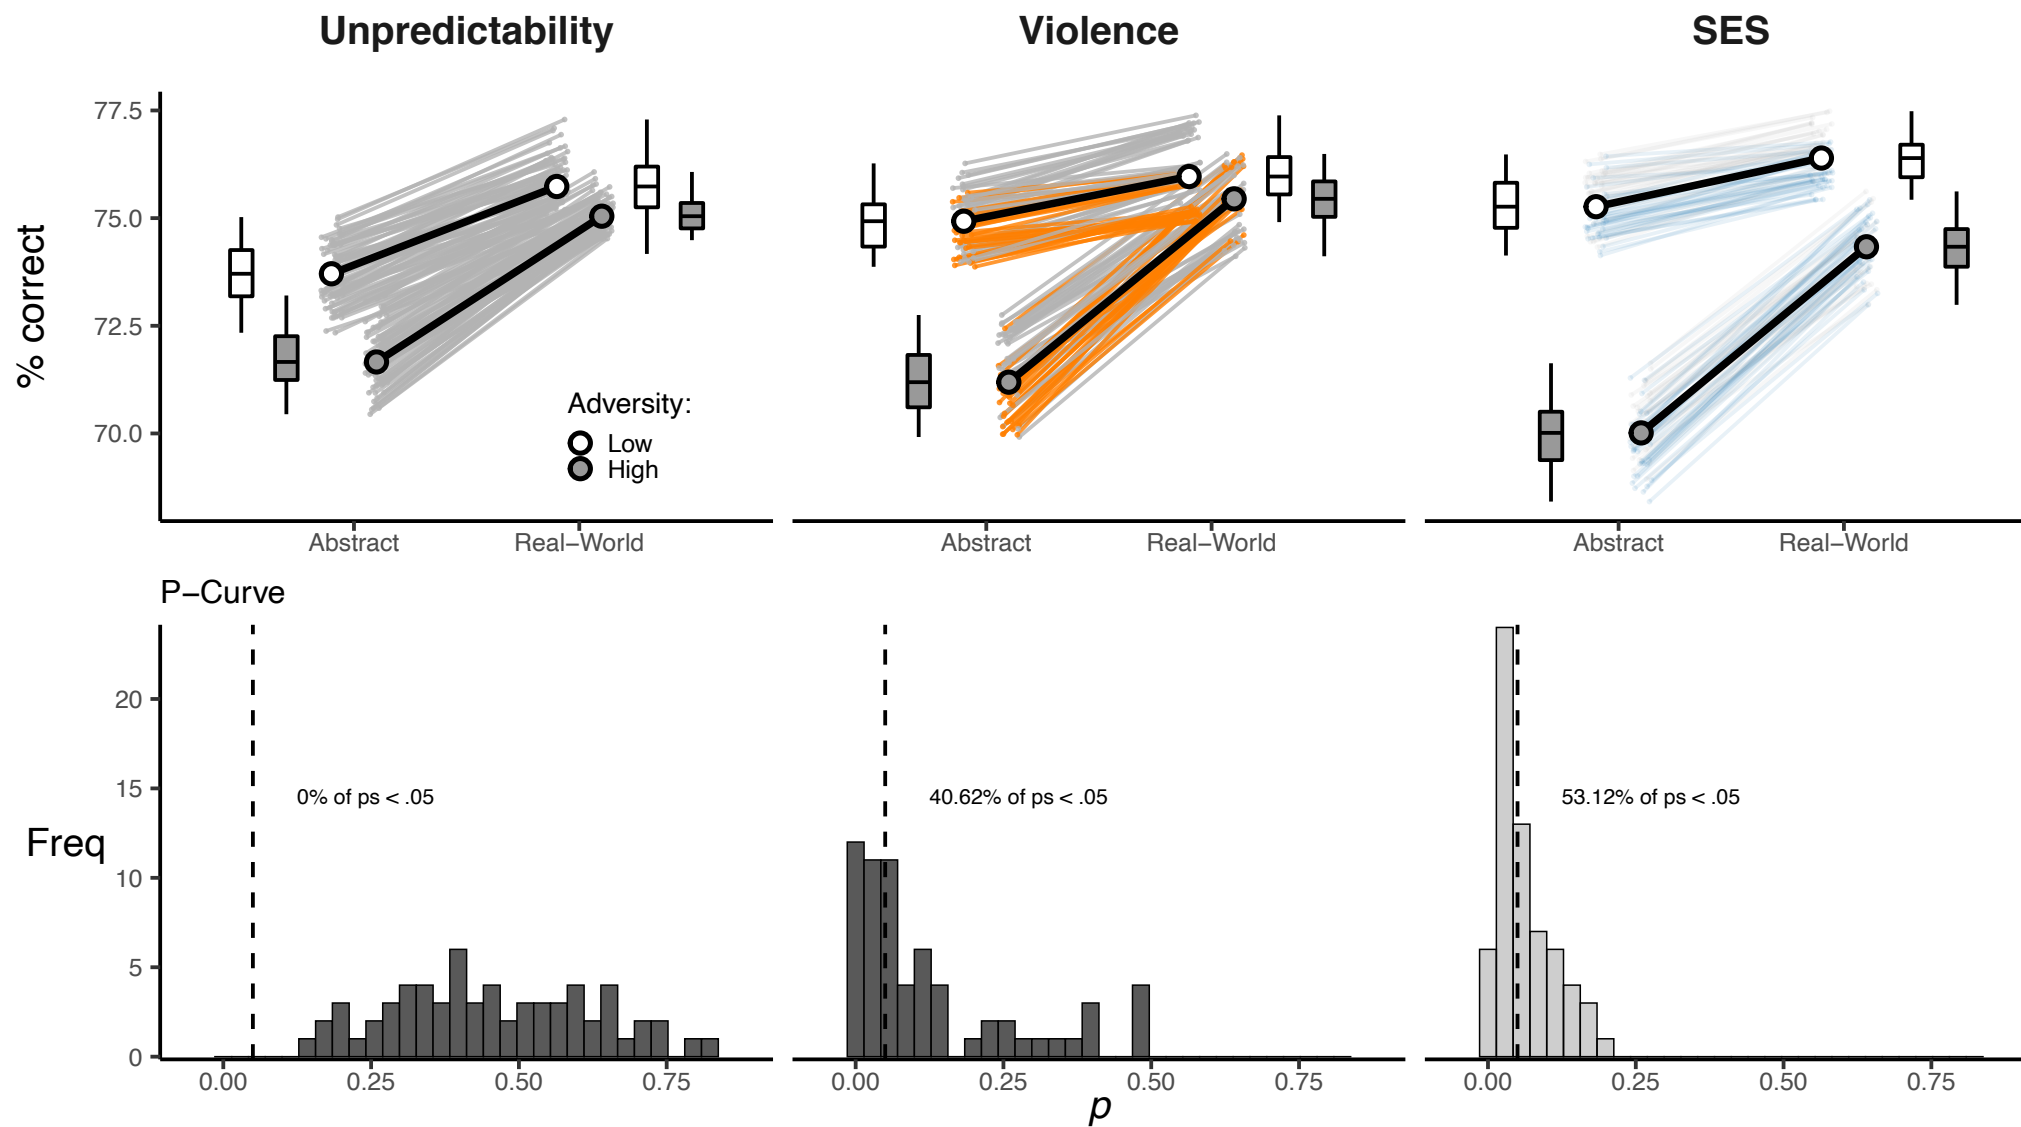 Unpredictability
Violence
SES
% correct
77.5
75.0
72.5
70.0
Adversity:
Low
High
Abstract
Real−World
Abstract
Real−World
Abstract
Real−World
P−Curve
Freq
20
15
10
5
0
0% of ps < .05
40.62% of ps < .05
53.12% of ps < .05
0.00
0.25
0.50
0.75
0.00
0.25
0.50
0.75
0.00
0.25
0.50
0.75
p